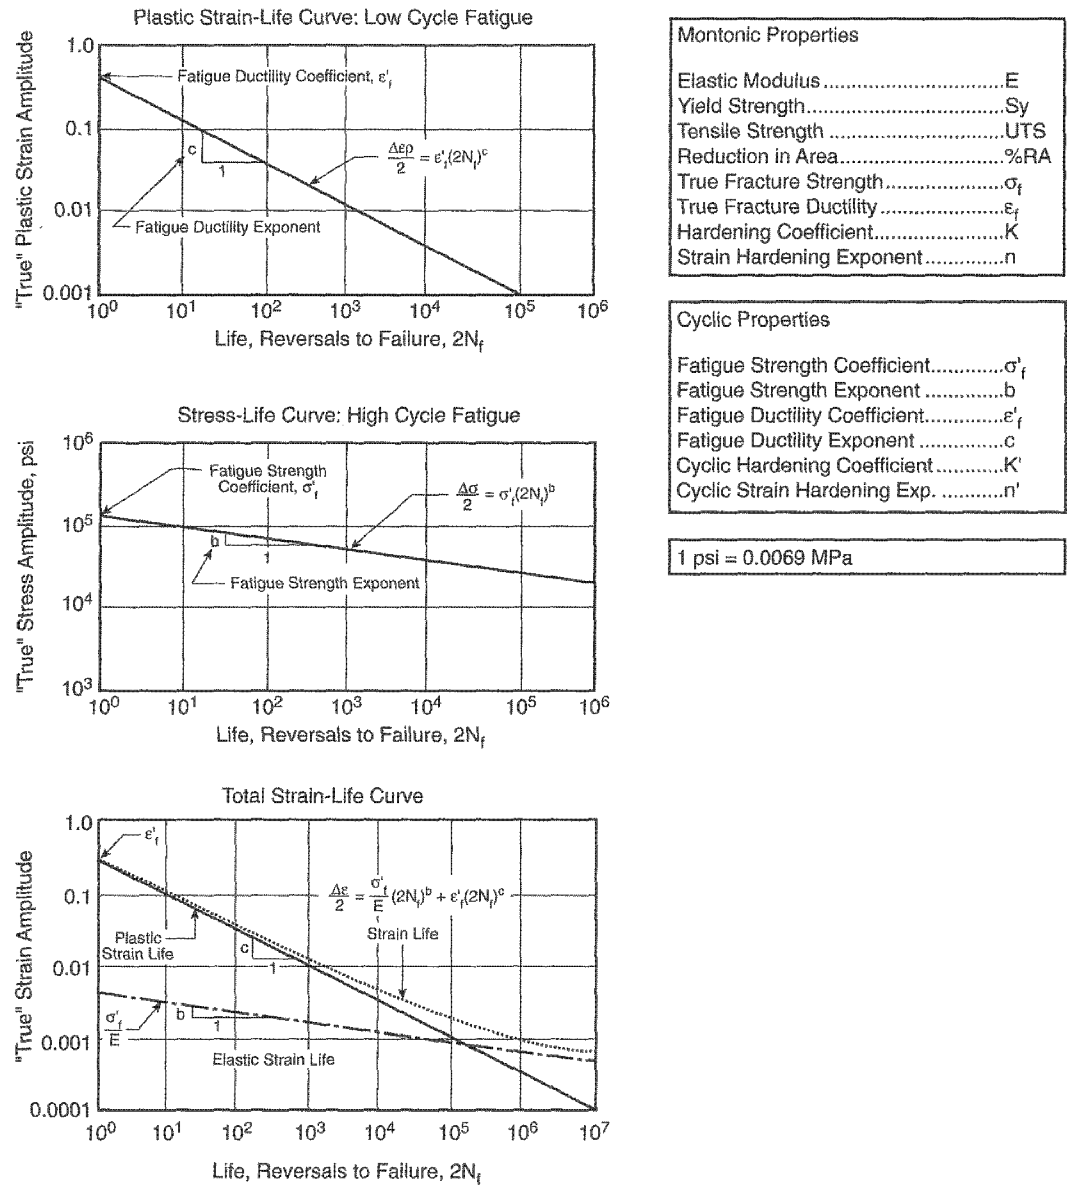 Plastic Strain-Life Curve: Low Cycle Fatigue
"True" Plastic Strain Amplitude
1.0
0.1
0.01
0.001
Fatigue Ductility Coefficient, ε'f
c
1
Δερ/2 = ε'f(2Nf)^c
Fatigue Ductility Exponent
10^0 10^1 10^2 10^3 10^4 10^5 10^6
Life, Reversals to Failure, 2Nf
Stress-Life Curve: High Cycle Fatigue
"True" Stress Amplitude, psi
10^6
10^5
10^4
10^3
Fatigue Strength
Coefficient, σ'f
Δσ/2 = σ'f(2Nf)^b
b
1
Fatigue Strength Exponent
10^0 10^1 10^2 10^3 10^4 10^5 10^6
Life, Reversals to Failure, 2Nf
Total Strain-Life Curve
"True" Strain Amplitude
1.0
0.1
0.01
0.001
0.0001
ε'f
Δε/2 = σ'f/E (2Nf)^b + ε'f(2Nf)^c
Plastic
Strain Life
c
1
Strain Life
σ'f/E
b
1
Elastic Strain Life
10^0 10^1 10^2 10^3 10^4 10^5 10^6 10^7
Life, Reversals to Failure, 2Nf
Montonic Properties
Elastic Modulus ............................E
Yield Strength..............................Sy
Tensile Strength ..........................UTS
Reduction in Area.........................%RA
True Fracture Strength..................σf
True Fracture Ductility ..................εf
Hardening Coefficient....................K
Strain Hardening Exponent ............n
Cyclic Properties
Fatigue Strength Coefficient............σ'f
Fatigue Strength Exponent .............b
Fatigue Ductility Coefficient.............ε'f
Fatigue Ductility Exponent ..............c
Cyclic Hardening Coefficient ...........K'
Cyclic Strain Hardening Exp. ...........n'
1 psi = 0.0069 MPa